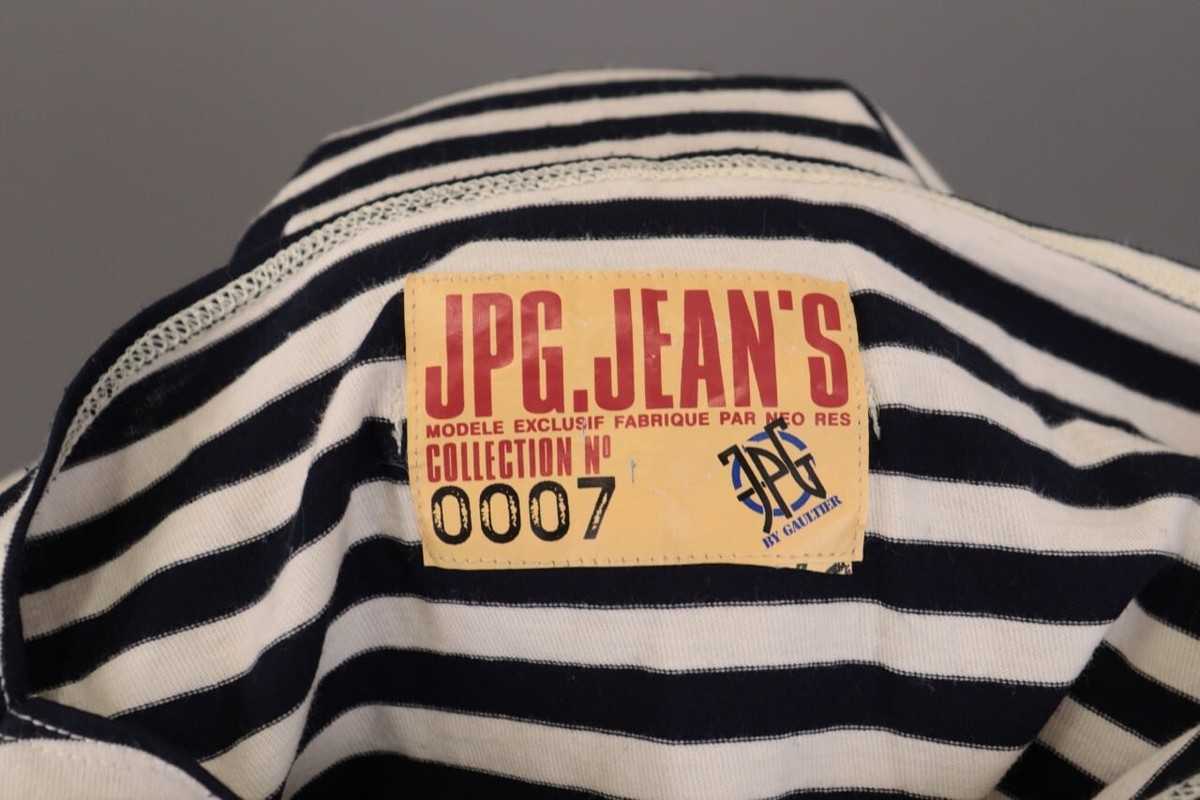 JPG.JEAN'S
MODELE EXCLUSIF FABRIQUE PAR NEO RES
COLLECTION Nº
0007
JPG
BY GAULTIER